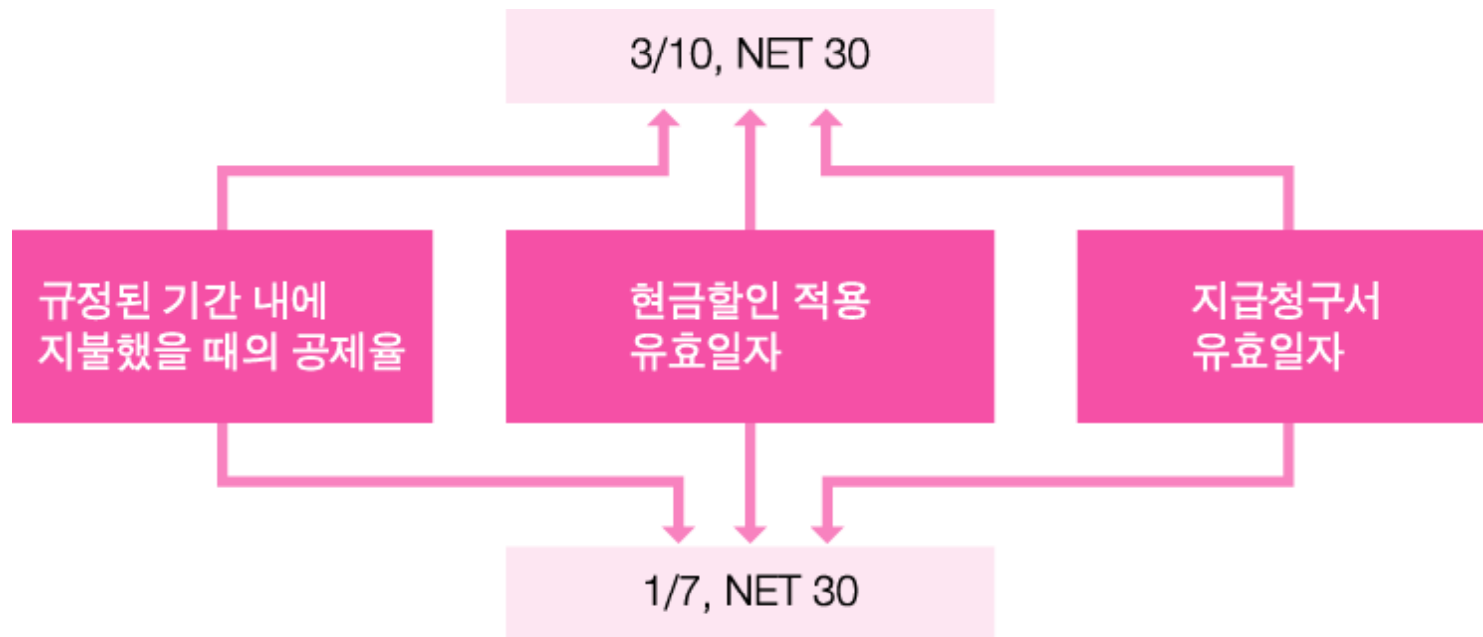 3/10, NET 30
규정된 기간 내에
지불했을 때의 공제율
현금할인 적용
유효일자
지급청구서
유효일자
1/7, NET 30